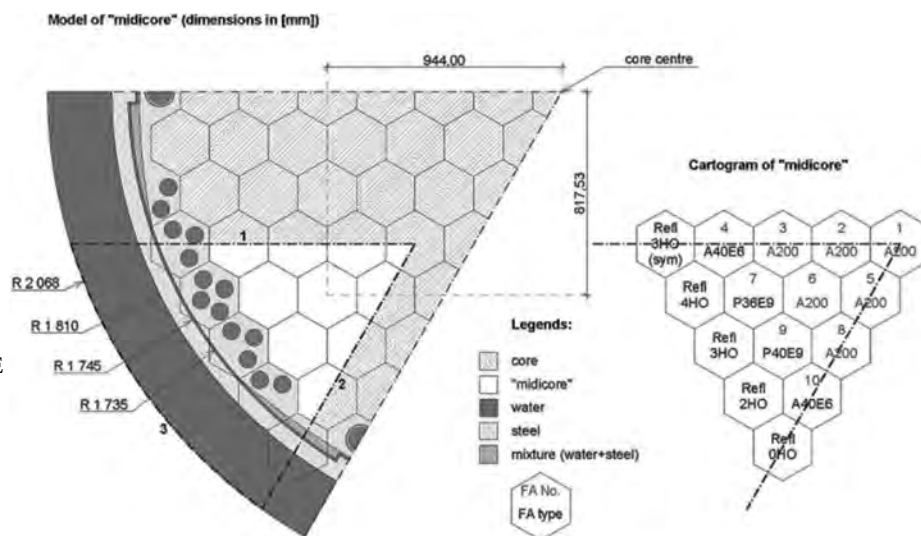 Model of "midicore" (dimensions in [mm])
944,00
core centre
817,53
1
2
3
R 2 068
R 1 810
R 1 745
R 1 735
E
Legends:
core
"midicore"
water
steel
mixture (water+steel)
FA No.
FA type
Cartogram of "midicore"
Refl
3HO
(sym)
4
A40E6
3
A200
2
A200
1
A200
Refl
4HO
7
P36E9
6
A200
5
A200
Refl
3HO
9
P40E9
8
A200
Refl
2HO
10
A40E6
Refl
0HO